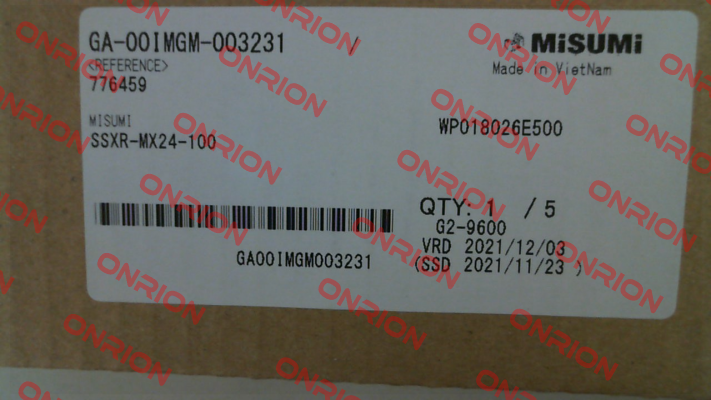 GA-00IMGM-003231 /
MiSUMi
<REFERENCE>
Made in VietNam
776459
MISUMI
WP018026E500
SSXR-MX24-100
QTY: 1 / 5
G2-9600
VRD 2021/12/03
GA00IMGM003231
(SSD 2021/11/23 )
ONRION